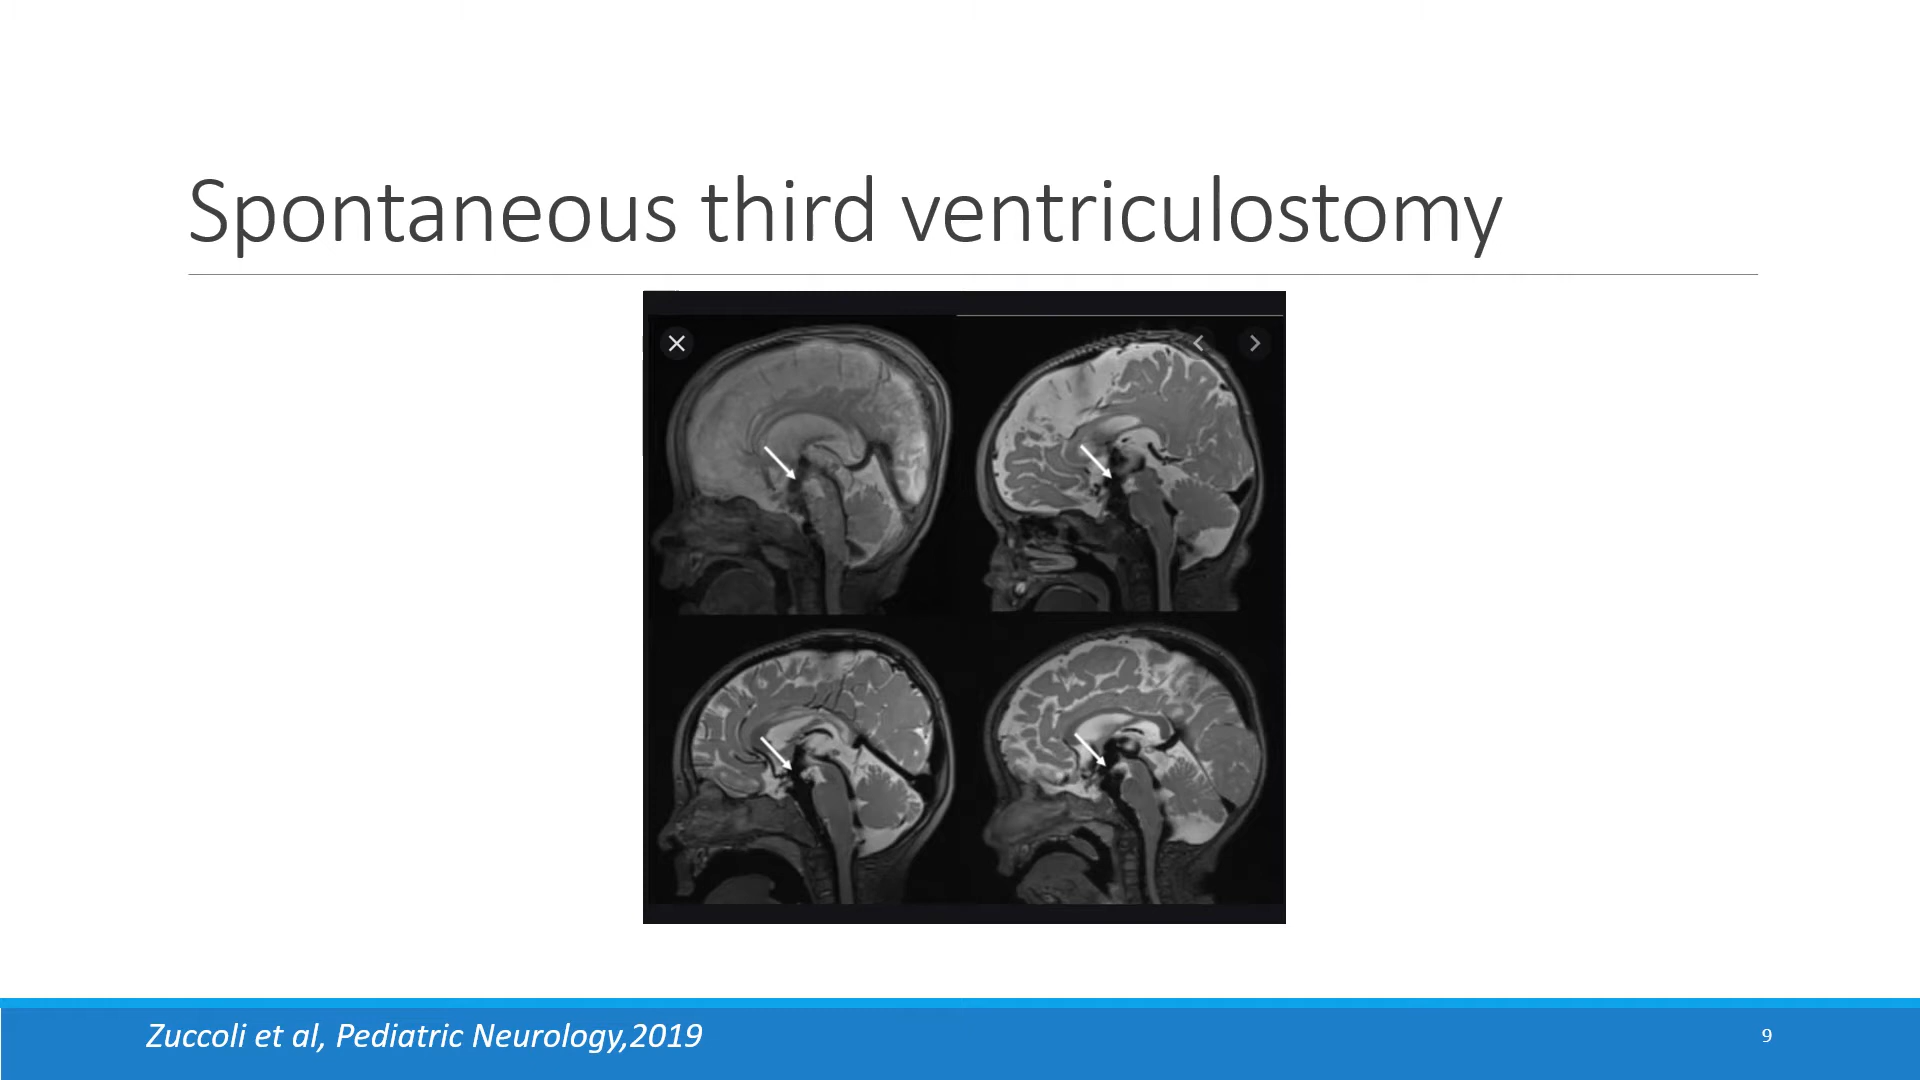 Spontaneous third ventriculostomy
Zuccoli et al, Pediatric Neurology,2019
9